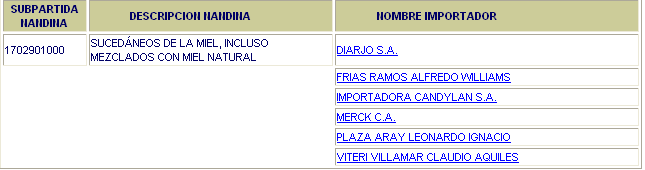 SUBPARTIDA NANDINA DESCRIPCION NANDINA NOMBRE IMPORTADOR
1702901000 SUCEDÁNEOS DE LA MIEL, INCLUSO MEZCLADOS CON MIEL NATURAL DIARJO S.A.
FRIAS RAMOS ALFREDO WILLIAMS
IMPORTADORA CANDYLAN S.A.
MERCK C.A.
PLAZA ARAY LEONARDO IGNACIO
VITERI VILLAMAR CLAUDIO AQUILES